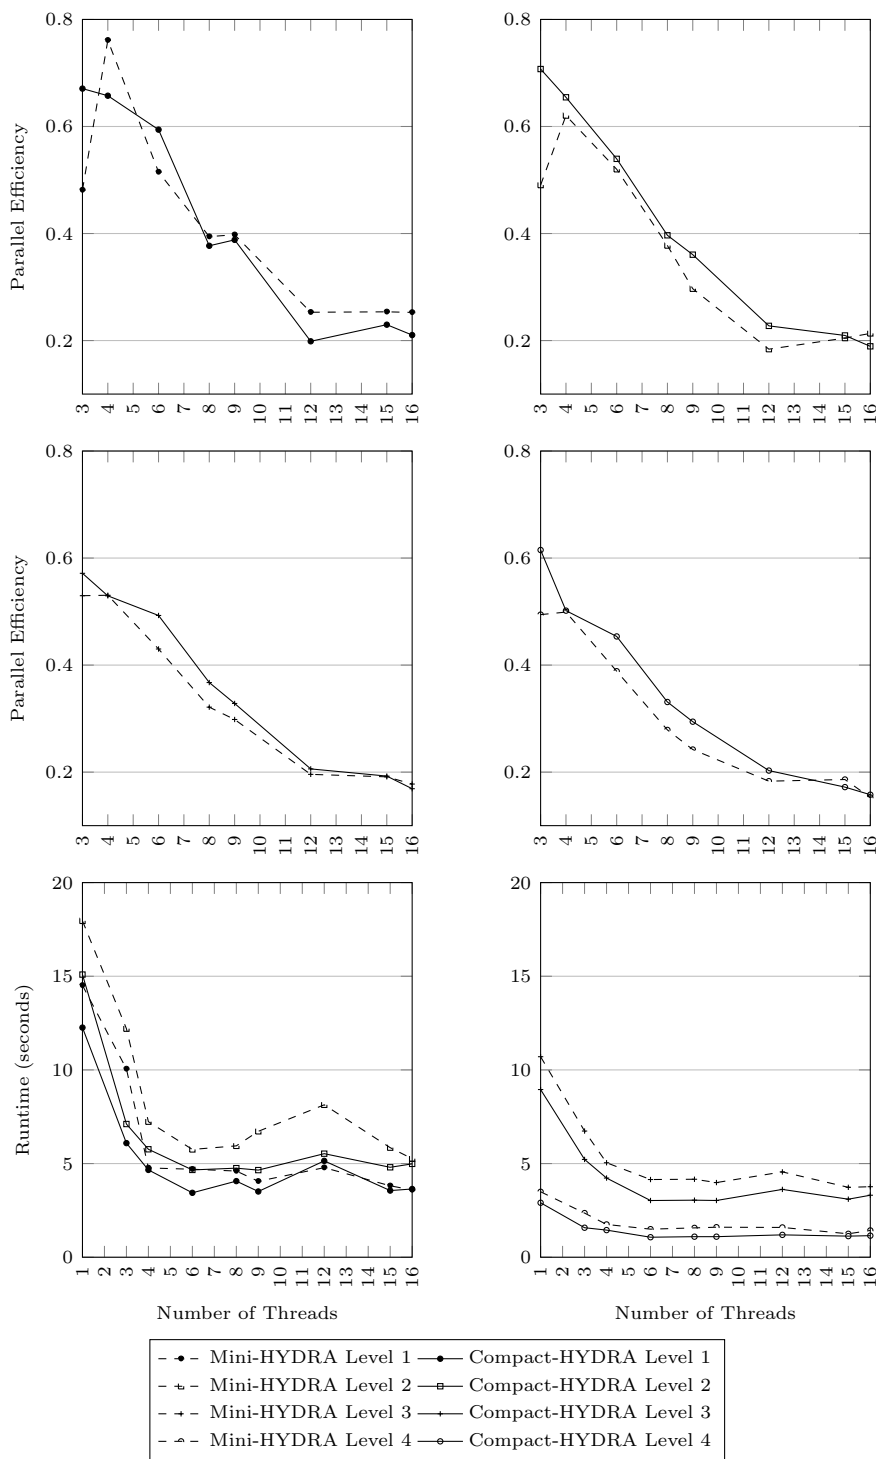 0.8
0.6
0.4
0.2
Parallel Efficiency
3 4 5 6 7 8 9 10 11 12 13 14 15 16
0.8
0.6
0.4
0.2
3 4 5 6 7 8 9 10 11 12 13 14 15 16
0.8
0.6
0.4
0.2
Parallel Efficiency
3 4 5 6 7 8 9 10 11 12 13 14 15 16
0.8
0.6
0.4
0.2
3 4 5 6 7 8 9 10 11 12 13 14 15 16
20
15
10
5
0
Runtime (seconds)
1 2 3 4 5 6 7 8 9 10 11 12 13 14 15 16
Number of Threads
20
15
10
5
0
1 2 3 4 5 6 7 8 9 10 11 12 13 14 15 16
Number of Threads
Mini-HYDRA Level 1 Compact-HYDRA Level 1
Mini-HYDRA Level 2 Compact-HYDRA Level 2
Mini-HYDRA Level 3 Compact-HYDRA Level 3
Mini-HYDRA Level 4 Compact-HYDRA Level 4